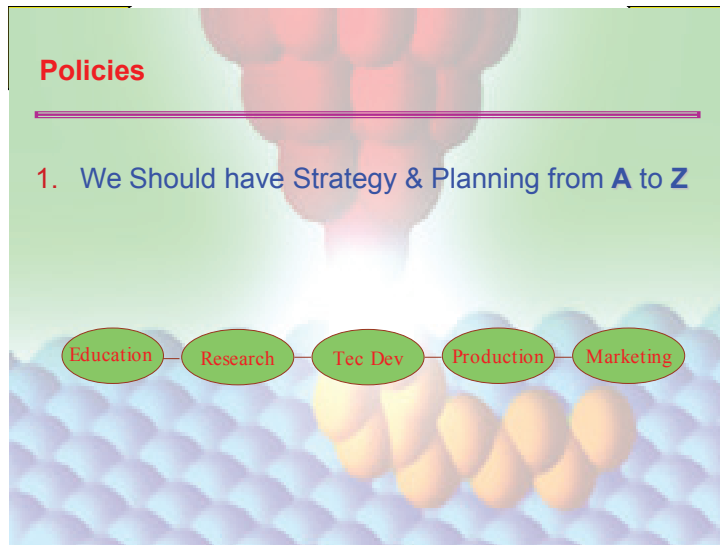 Policies
1. We Should have Strategy & Planning from A to Z
Education Research Tec Dev Production Marketing